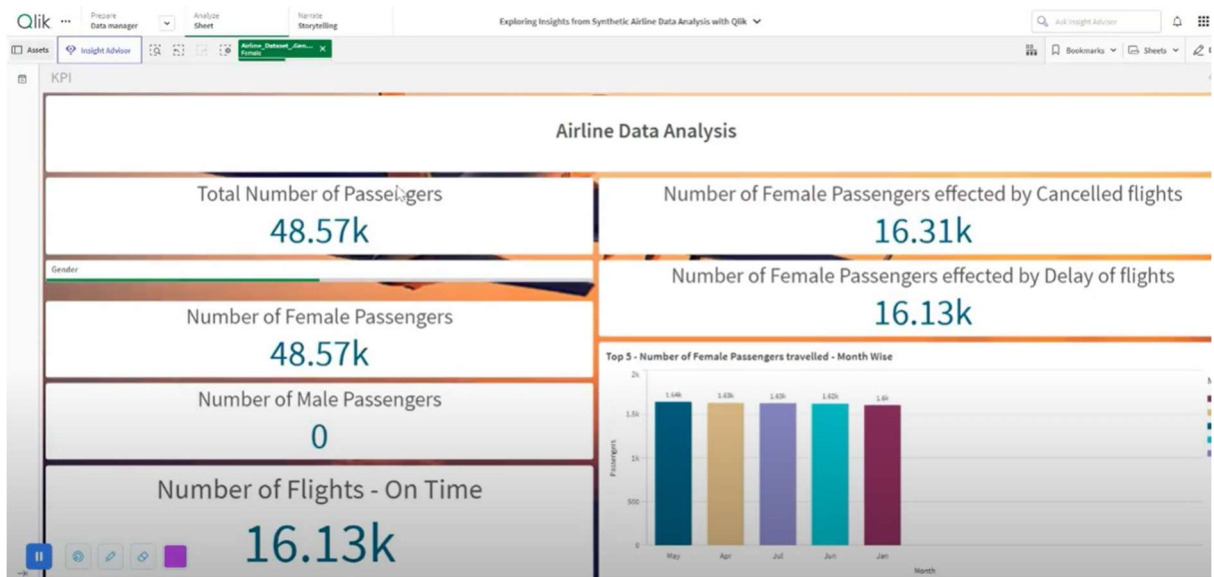 Qlik
Prepare
Data manager
Analyze
Sheet
Narrate
Storytelling
Exploring Insights from Synthetic Airline Data Analysis with Qlik
Ask Insight Advisor
Assets
Insight Advisor
Airline_Dataset_.Gen...
Female
Bookmarks
Sheets
KPI
Airline Data Analysis
Total Number of Passengers
48.57k
Gender
Number of Female Passengers
48.57k
Number of Male Passengers
0
Number of Flights - On Time
16.13k
Number of Female Passengers effected by Cancelled flights
16.31k
Number of Female Passengers effected by Delay of flights
16.13k
Top 5 - Number of Female Passengers travelled - Month Wise
Passengers
2k
1.5k
1k
500
0
1.64k 1.63k 1.63k 1.62k 1.6k
May Apr Jul Jun Jan
Month